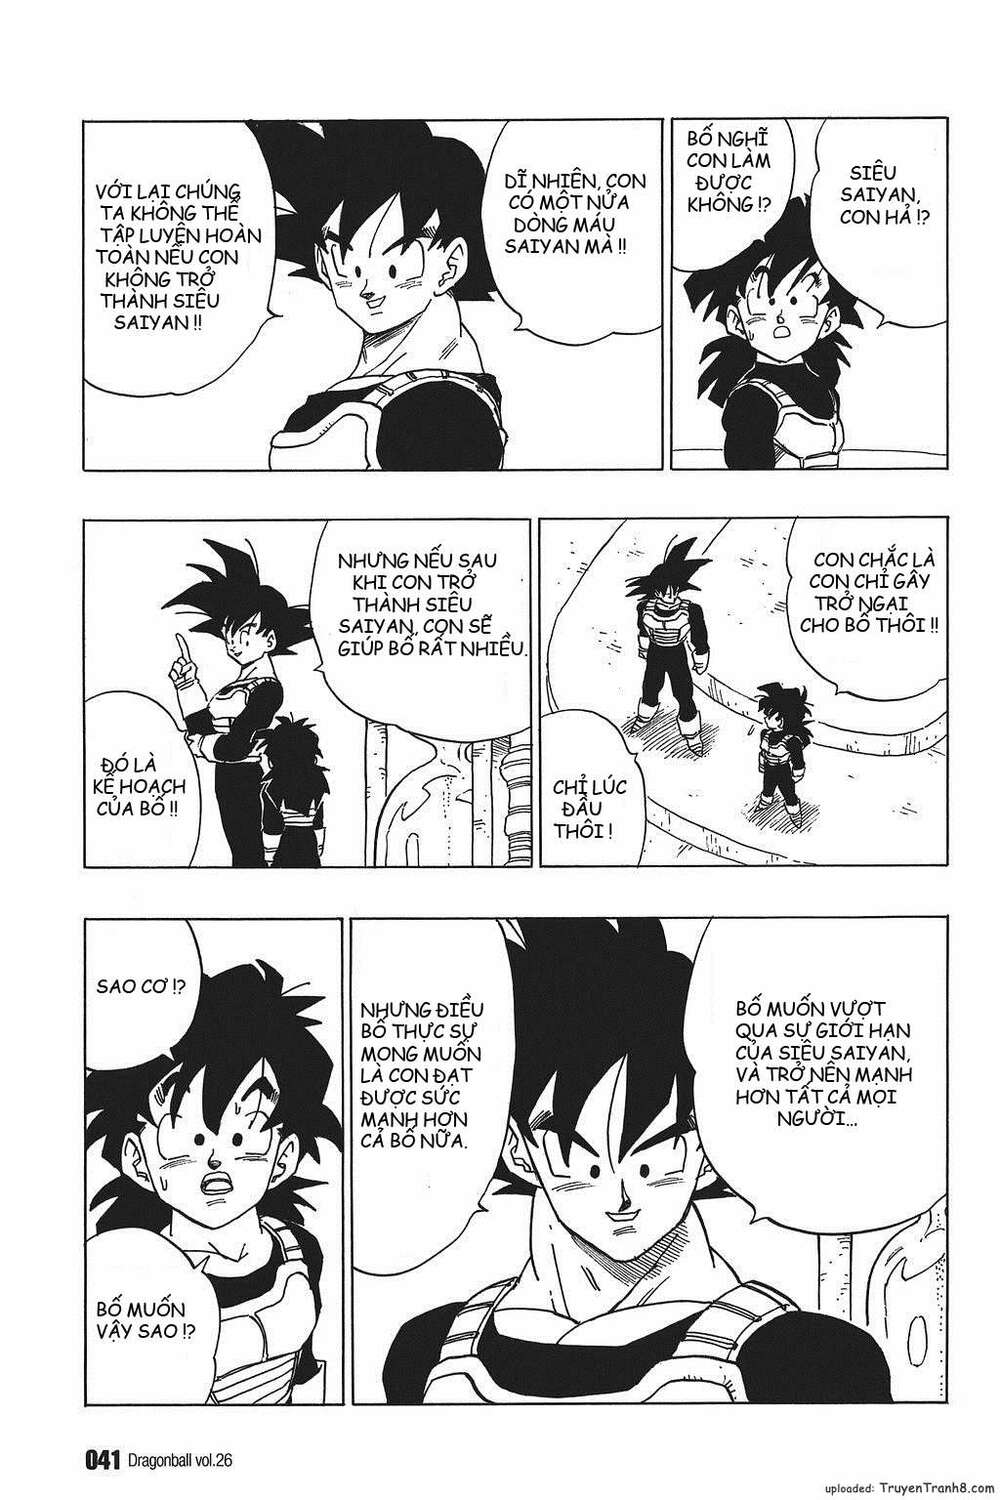 SIÊU
SAIYAN,
CON HẢ !?
BỐ NGHĨ
CON LÀM
ĐƯỢC
KHÔNG !?
DĨ NHIÊN, CON
CÓ MỘT NỬA
DÒNG MÁU
SAIYAN MÀ !!
VỚI LẠI CHÚNG
TA KHÔNG THỂ
TẬP LUYỆN HOÀN
TOÀN NẾU CON
KHÔNG TRỞ
THÀNH SIÊU
SAIYAN !!
CON CHẮC LÀ
CON CHỈ GÂY
TRỞ NGẠI
CHO BỐ THÔI !!
CHỈ LÚC
ĐẦU
THÔI !
NHƯNG NẾU SAU
KHI CON TRỞ
THÀNH SIÊU
SAIYAN, CON SẼ
GIÚP BỐ RẤT NHIỀU.
ĐÓ LÀ
KẾ HOẠCH
CỦA BỐ !!
BỐ MUỐN VƯỢT
QUA SỰ GIỚI HẠN
CỦA SIÊU SAIYAN,
VÀ TRỞ NÊN MẠNH
HƠN TẤT CẢ MỌI
NGƯỜI...
NHƯNG ĐIỀU
BỐ THỰC SỰ
MONG MUỐN
LÀ CON ĐẠT
ĐƯỢC SỨC
MẠNH HƠN
CẢ BỐ NỮA.
SAO CƠ !?
BỐ MUỐN
VẬY SAO !?
041 Dragonball vol.26
uploaded: TruyenTranh8.com